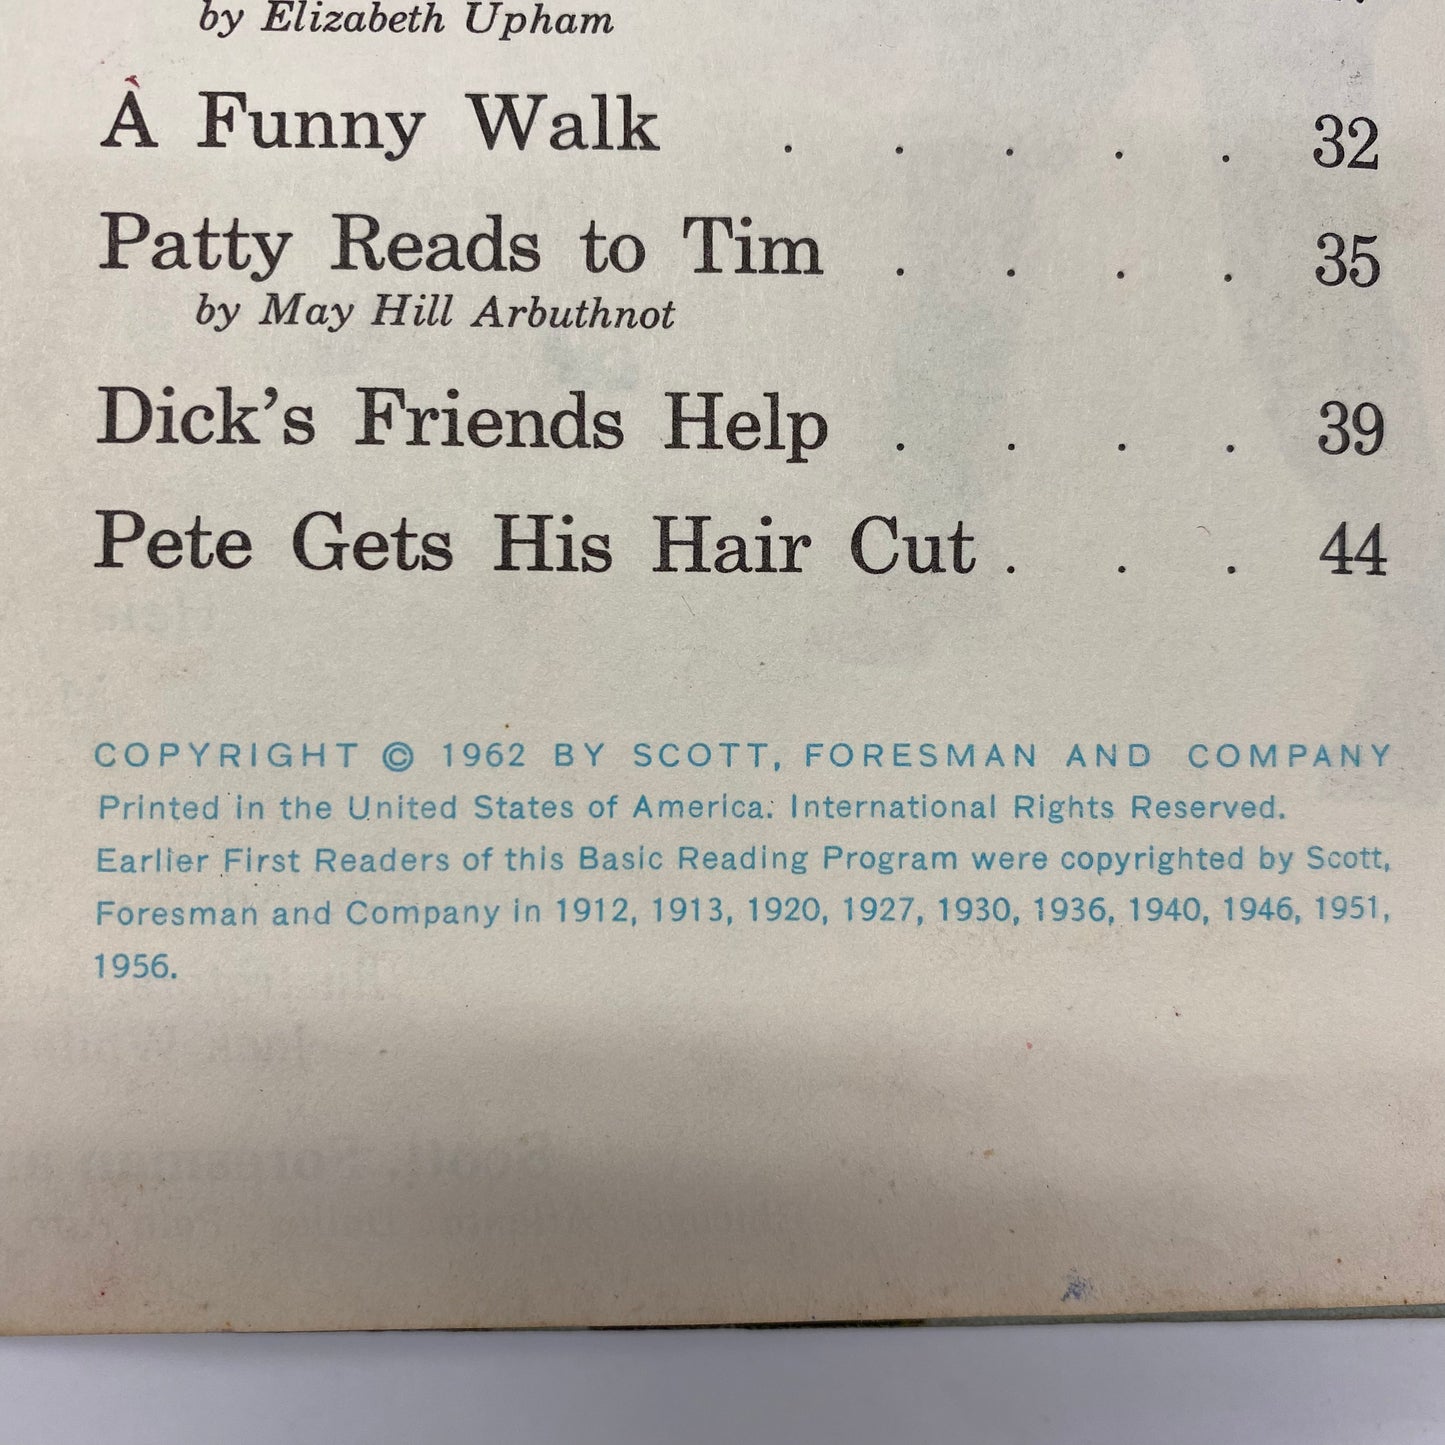 by Elizabeth Upham
A Funny Walk . . . . . 32
Patty Reads to Tim . . . . 35
by May Hill Arbuthnot
Dick's Friends Help . . . . 39
Pete Gets His Hair Cut . . . 44
COPYRIGHT © 1962 BY SCOTT, FORESMAN AND COMPANY
Printed in the United States of America. International Rights Reserved.
Earlier First Readers of this Basic Reading Program were copyrighted by Scott,
Foresman and Company in 1912, 1913, 1920, 1927, 1930, 1936, 1940, 1946, 1951,
1956.